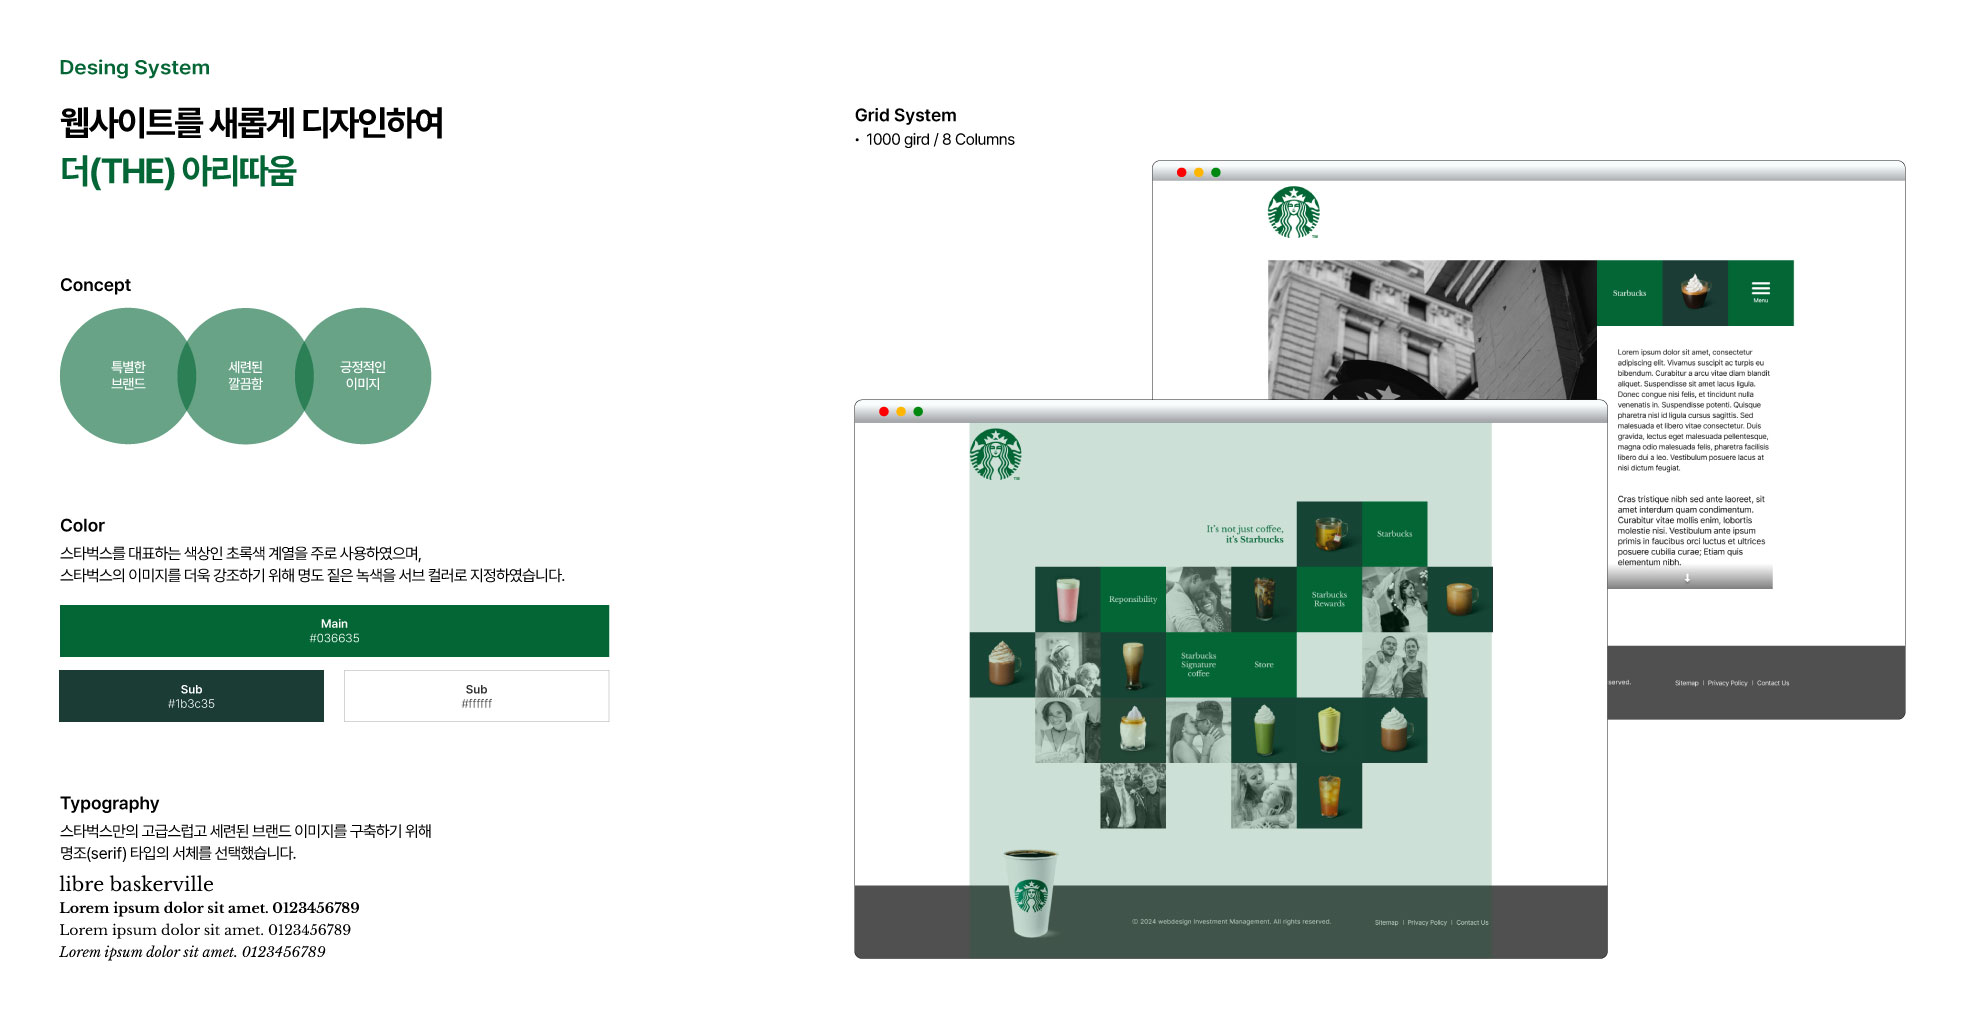 Desing System
웹사이트를 새롭게 디자인하여
더(THE) 아리따움
Concept
특별한
브랜드
세련된
깔끔함
긍정적인
이미지
Color
스타벅스를 대표하는 색상인 초록색 계열을 주로 사용하였으며,
스타벅스의 이미지를 더욱 강조하기 위해 명도 짙은 녹색을 서브 컬러로 지정하였습니다.
Main
#036635
Sub
#1b3c35
Sub
#ffffff
Typography
스타벅스만의 고급스럽고 세련된 브랜드 이미지를 구축하기 위해
명조(serif) 타입의 서체를 선택했습니다.
libre baskerville
Lorem ipsum dolor sit amet. 0123456789
Lorem ipsum dolor sit amet. 0123456789
Lorem ipsum dolor sit amet. 0123456789
Grid System
• 1000 gird / 8 Columns
Starbucks
Menu
Lorem ipsum dolor sit amet, consectetur
adipiscing elit. Vivamus suscipit ac turpis eu
bibendum. Curabitur a arcu vitae diam blandit
aliquet. Suspendisse sit amet lacus ligula.
Donec congue nisi felis, et tincidunt nulla
venenatis in. Suspendisse potenti. Quisque
pharetra nisl id ligula cursus sagittis. Sed
malesuada et libero vitae consectetur. Duis
gravida, lectus eget malesuada pellentesque,
magna odio malesuada felis, pharetra facilisis
libero dui a leo. Vestibulum posuere lacus at
nisi dictum feugiat.
Cras tristique nibh sed ante laoreet, sit
amet interdum quam condimentum.
Curabitur vitae mollis enim, lobortis
molestie nisi. Vestibulum ante ipsum
primis in faucibus orci luctus et ultrices
posuere cubilia curae; Etiam quis
elementum nibh.
served.
Sitemap | Privacy Policy | Contact Us
It's not just coffee,
it's Starbucks
Starbucks
Reponsibility
Starbucks
Rewards
Starbucks
Signature
coffee
Store
© 2024 webdesign Investment Management. All rights reserved.
Sitemap | Privacy Policy | Contact Us